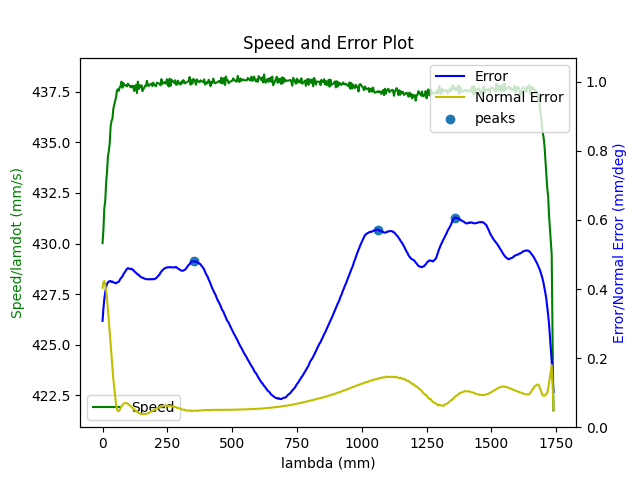 Speed and Error Plot
Error
Normal Error
peaks
Speed
Speed/lamdot (mm/s)
437.5
435.0
432.5
430.0
427.5
425.0
422.5
1.0
0.8
0.6
0.4
0.2
0.0
Error/Normal Error (mm/deg)
0 250 500 750 1000 1250 1500 1750
lambda (mm)